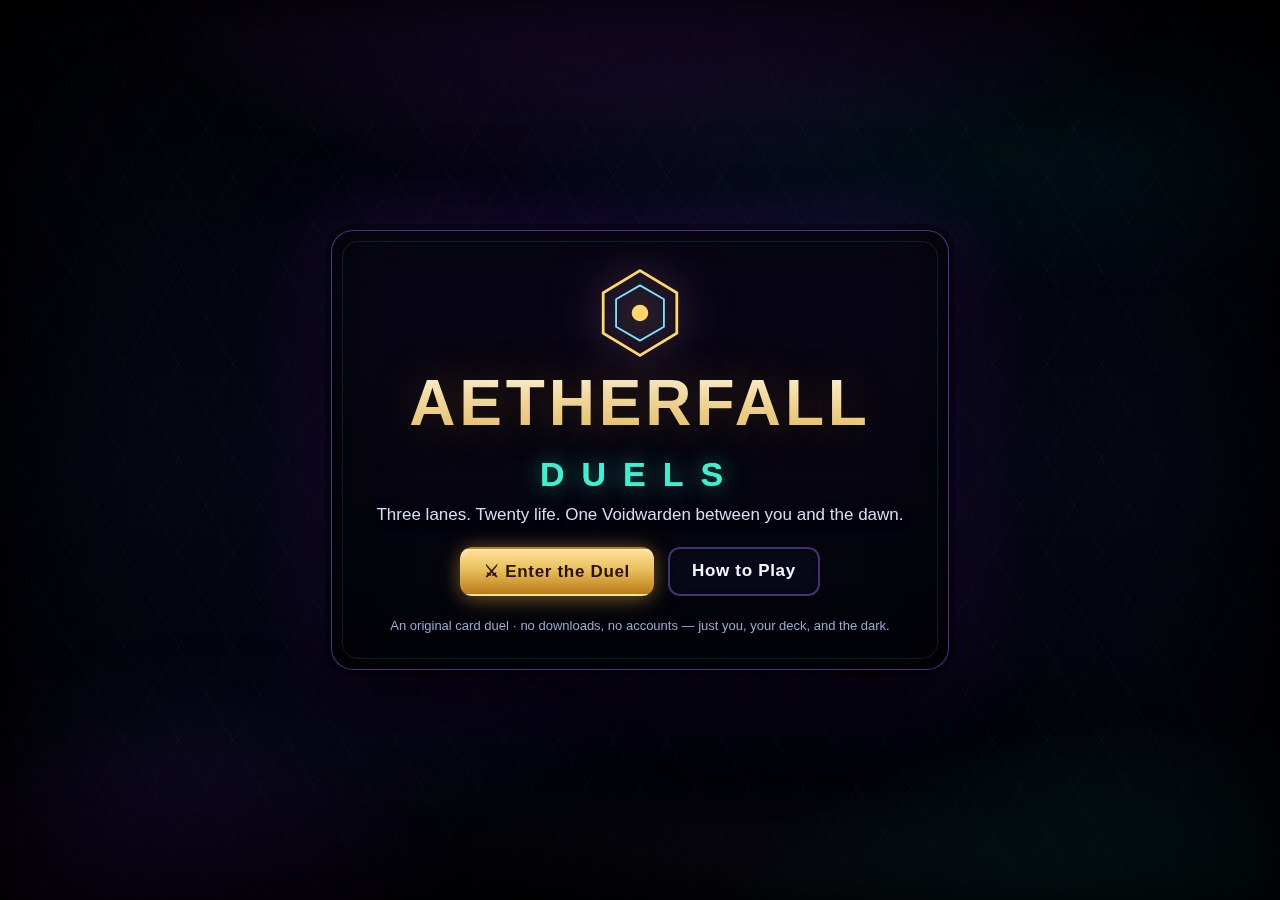 AETHERFALL
DUELS
Three lanes. Twenty life. One Voidwarden between you and the dawn.
⚔ Enter the Duel
How to Play
An original card duel · no downloads, no accounts — just you, your deck, and the dark.